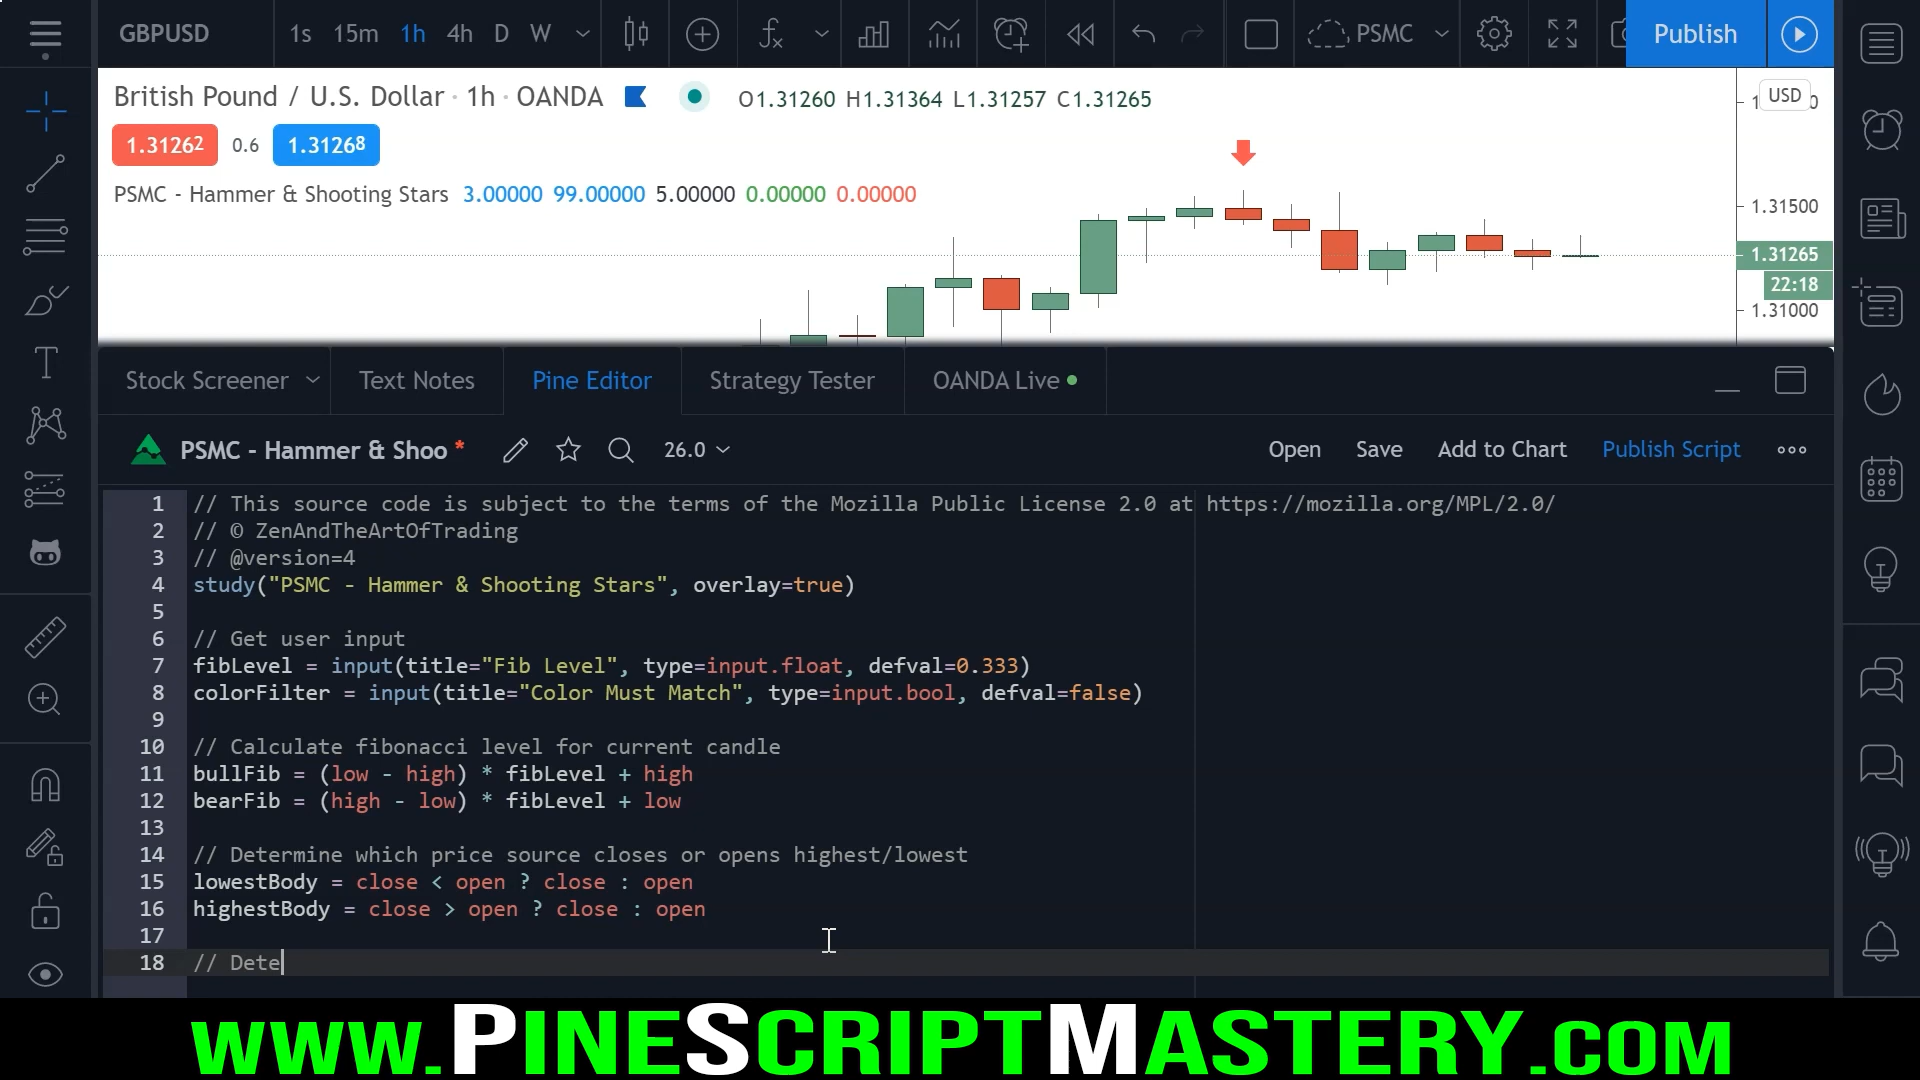 GBPUSD 1s 15m 1h 4h D W PSMC Publish
British Pound / U.S. Dollar · 1h · OANDA O1.31260 H1.31364 L1.31257 C1.31265
USD
1.31262 0.6 1.31268
PSMC - Hammer & Shooting Stars 3.00000 99.00000 5.00000 0.00000 0.00000
1.31500
1.31265
22:18
1.31000
Stock Screener Text Notes Pine Editor Strategy Tester OANDA Live
PSMC - Hammer & Shoo * 26.0 Open Save Add to Chart Publish Script
1 // This source code is subject to the terms of the Mozilla Public License 2.0 at https://mozilla.org/MPL/2.0/
2 // © ZenAndTheArtOfTrading
3 // @version=4
4 study("PSMC - Hammer & Shooting Stars", overlay=true)
5
6 // Get user input
7 fibLevel = input(title="Fib Level", type=input.float, defval=0.333)
8 colorFilter = input(title="Color Must Match", type=input.bool, defval=false)
9
10 // Calculate fibonacci level for current candle
11 bullFib = (low - high) * fibLevel + high
12 bearFib = (high - low) * fibLevel + low
13
14 // Determine which price source closes or opens highest/lowest
15 lowestBody = close < open ? close : open
16 highestBody = close > open ? close : open
17
18 // Dete
www.PineScriptMastery.com